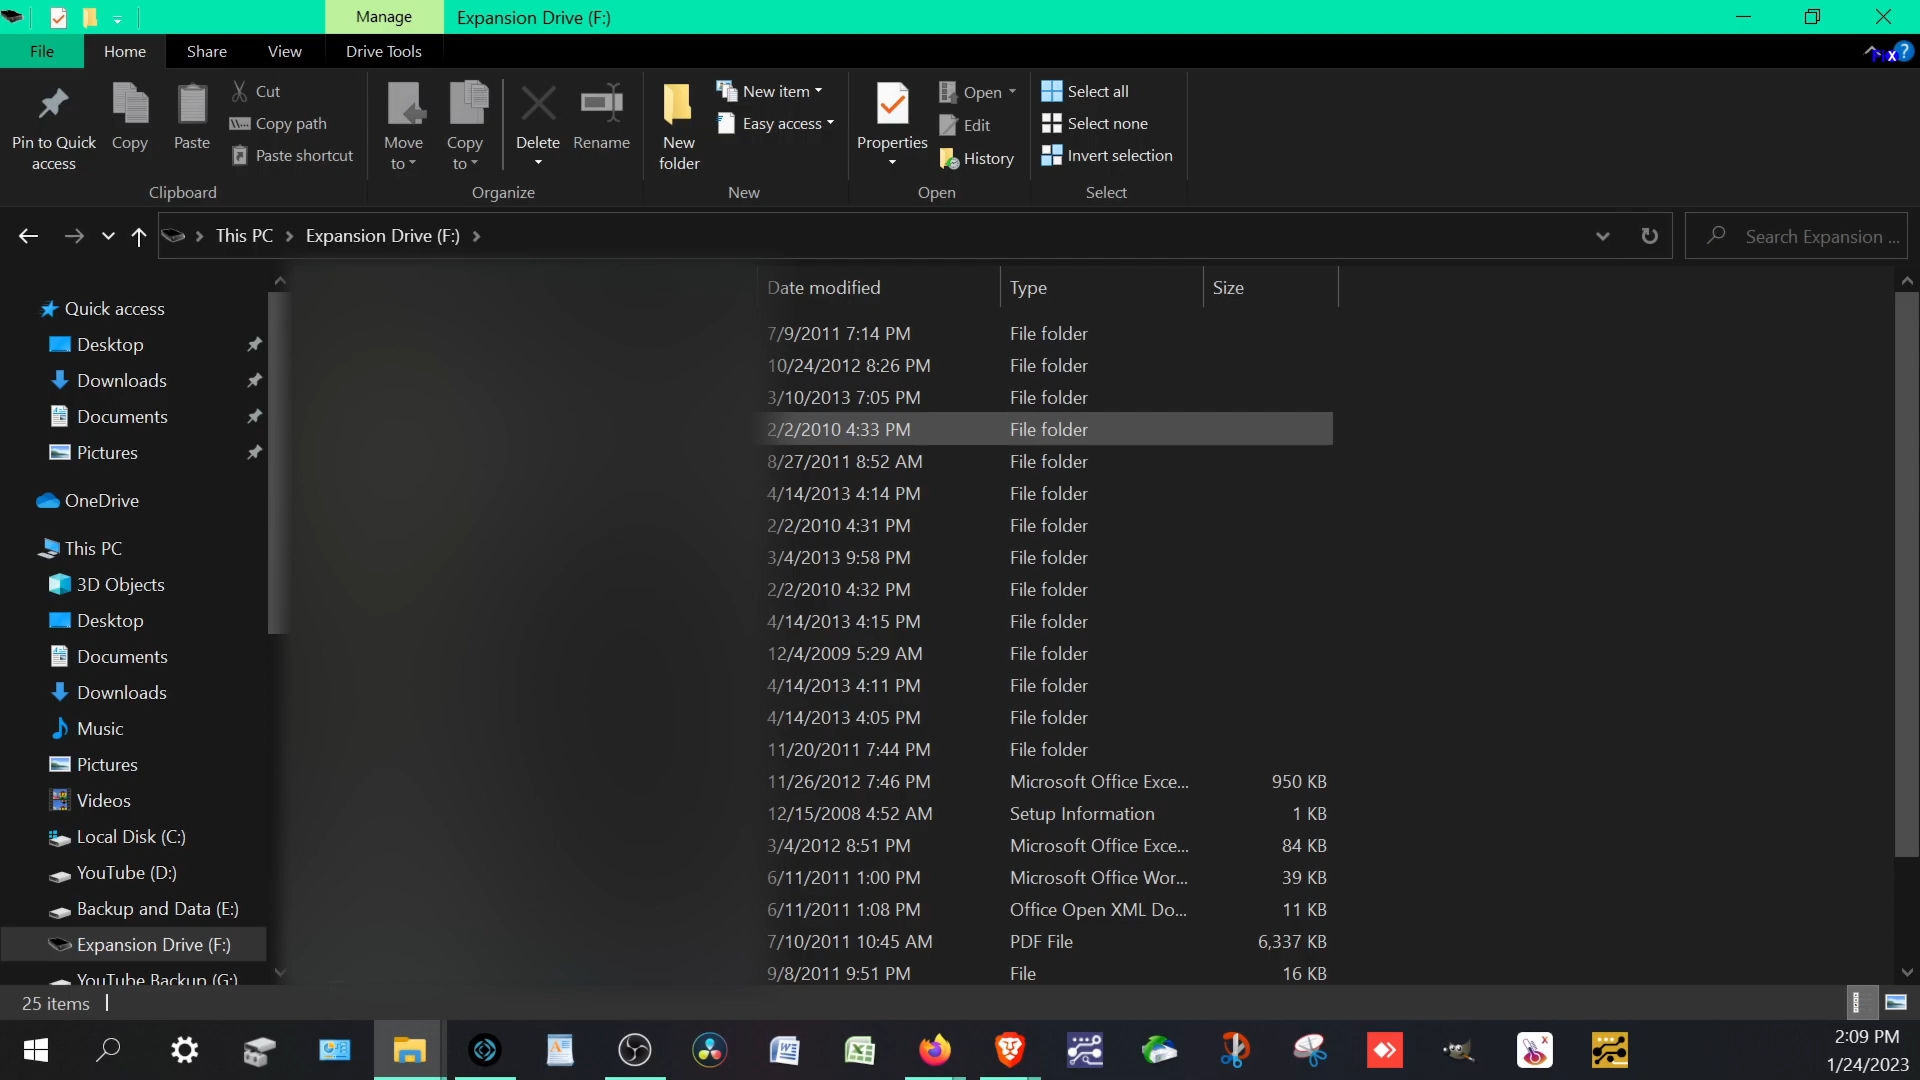 Manage
Expansion Drive (F:)
File
Home
Share
View
Drive Tools
Pin to Quick access
Copy
Paste
Cut
Copy path
Paste shortcut
Clipboard
Move to
Copy to
Delete
Rename
Organize
New folder
New item
Easy access
New
Properties
Open
Edit
History
Open
Select all
Select none
Invert selection
Select
This PC
Expansion Drive (F:)
Search Expansion ...
Quick access
Desktop
Downloads
Documents
Pictures
OneDrive
This PC
3D Objects
Desktop
Documents
Downloads
Music
Pictures
Videos
Local Disk (C:)
YouTube (D:)
Backup and Data (E:)
Expansion Drive (F:)
YouTube Backup (G:)
Date modified Type Size
7/9/2011 7:14 PM File folder
10/24/2012 8:26 PM File folder
3/10/2013 7:05 PM File folder
2/2/2010 4:33 PM File folder
8/27/2011 8:52 AM File folder
4/14/2013 4:14 PM File folder
2/2/2010 4:31 PM File folder
3/4/2013 9:58 PM File folder
2/2/2010 4:32 PM File folder
4/14/2013 4:15 PM File folder
12/4/2009 5:29 AM File folder
4/14/2013 4:11 PM File folder
4/14/2013 4:05 PM File folder
11/20/2011 7:44 PM File folder
11/26/2012 7:46 PM Microsoft Office Exce... 950 KB
12/15/2008 4:52 AM Setup Information 1 KB
3/4/2012 8:51 PM Microsoft Office Exce... 84 KB
6/11/2011 1:00 PM Microsoft Office Wor... 39 KB
6/11/2011 1:08 PM Office Open XML Do... 11 KB
7/10/2011 10:45 AM PDF File 6,337 KB
9/8/2011 9:51 PM File 16 KB
25 items
2:09 PM
1/24/2023